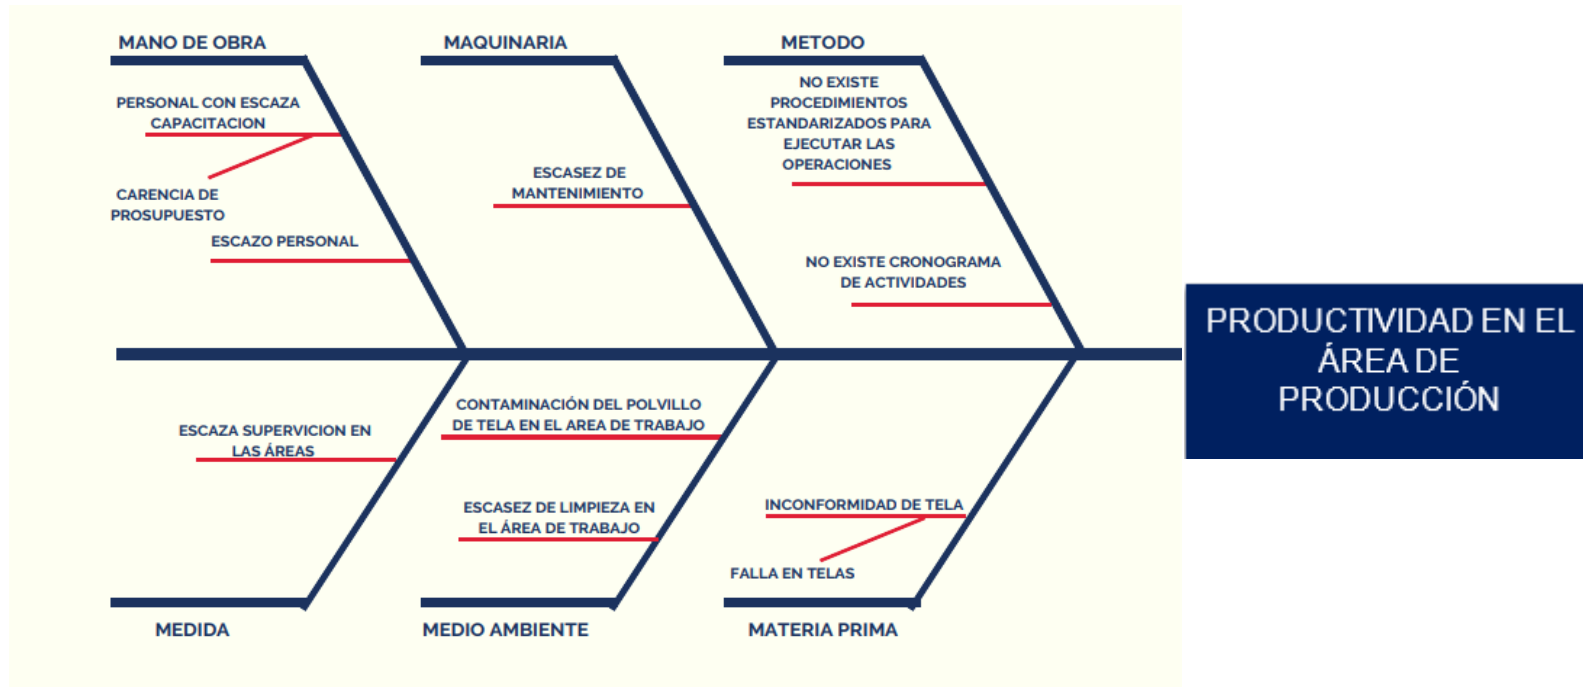 MANO DE OBRA
MAQUINARIA
METODO
PERSONAL CON ESCAZA
CAPACITACION
CARENCIA DE
PROSUPUESTO
ESCAZO PERSONAL
ESCASEZ DE
MANTENIMIENTO
NO EXISTE
PROCEDIMIENTOS
ESTANDARIZADOS PARA
EJECUTAR LAS
OPERACIONES
NO EXISTE CRONOGRAMA
DE ACTIVIDADES
PRODUCTIVIDAD EN EL
ÁREA DE
PRODUCCIÓN
ESCAZA SUPERVICION EN
LAS ÁREAS
CONTAMINACIÓN DEL POLVILLO
DE TELA EN EL AREA DE TRABAJO
ESCASEZ DE LIMPIEZA EN
EL ÁREA DE TRABAJO
INCONFORMIDAD DE TELA
FALLA EN TELAS
MEDIDA
MEDIO AMBIENTE
MATERIA PRIMA